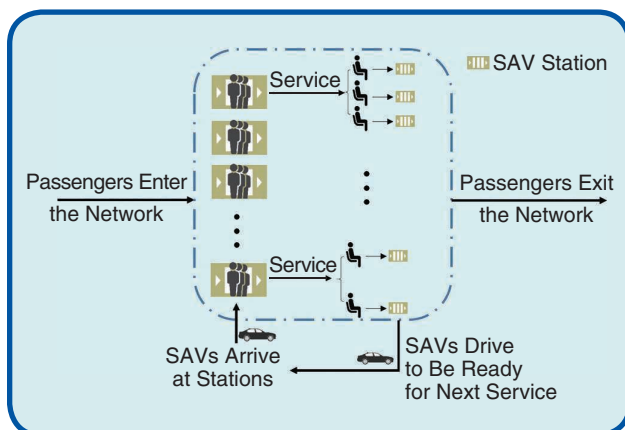 Service
SAV Station
Passengers Enter
the Network
Passengers Exit
the Network
Service
SAVs Arrive
at Stations
SAVs Drive
to Be Ready
for Next Service